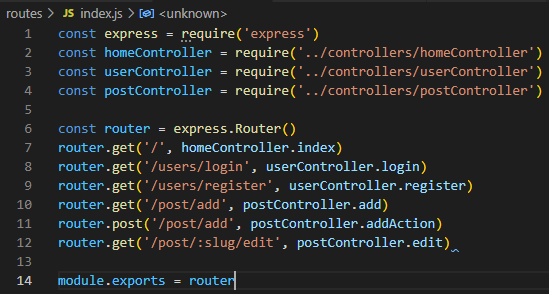 routes > JS index.js > <unknown>
1 const express = require('express')
2 const homeController = require('../controllers/homeController')
3 const userController = require('../controllers/userController')
4 const postController = require('../controllers/postController')
5
6 const router = express.Router()
7 router.get('/', homeController.index)
8 router.get('/users/login', userController.login)
9 router.get('/users/register', userController.register)
10 router.get('/post/add', postController.add)
11 router.post('/post/add', postController.addAction)
12 router.get('/post/:slug/edit', postController.edit)
13
14 module.exports = router